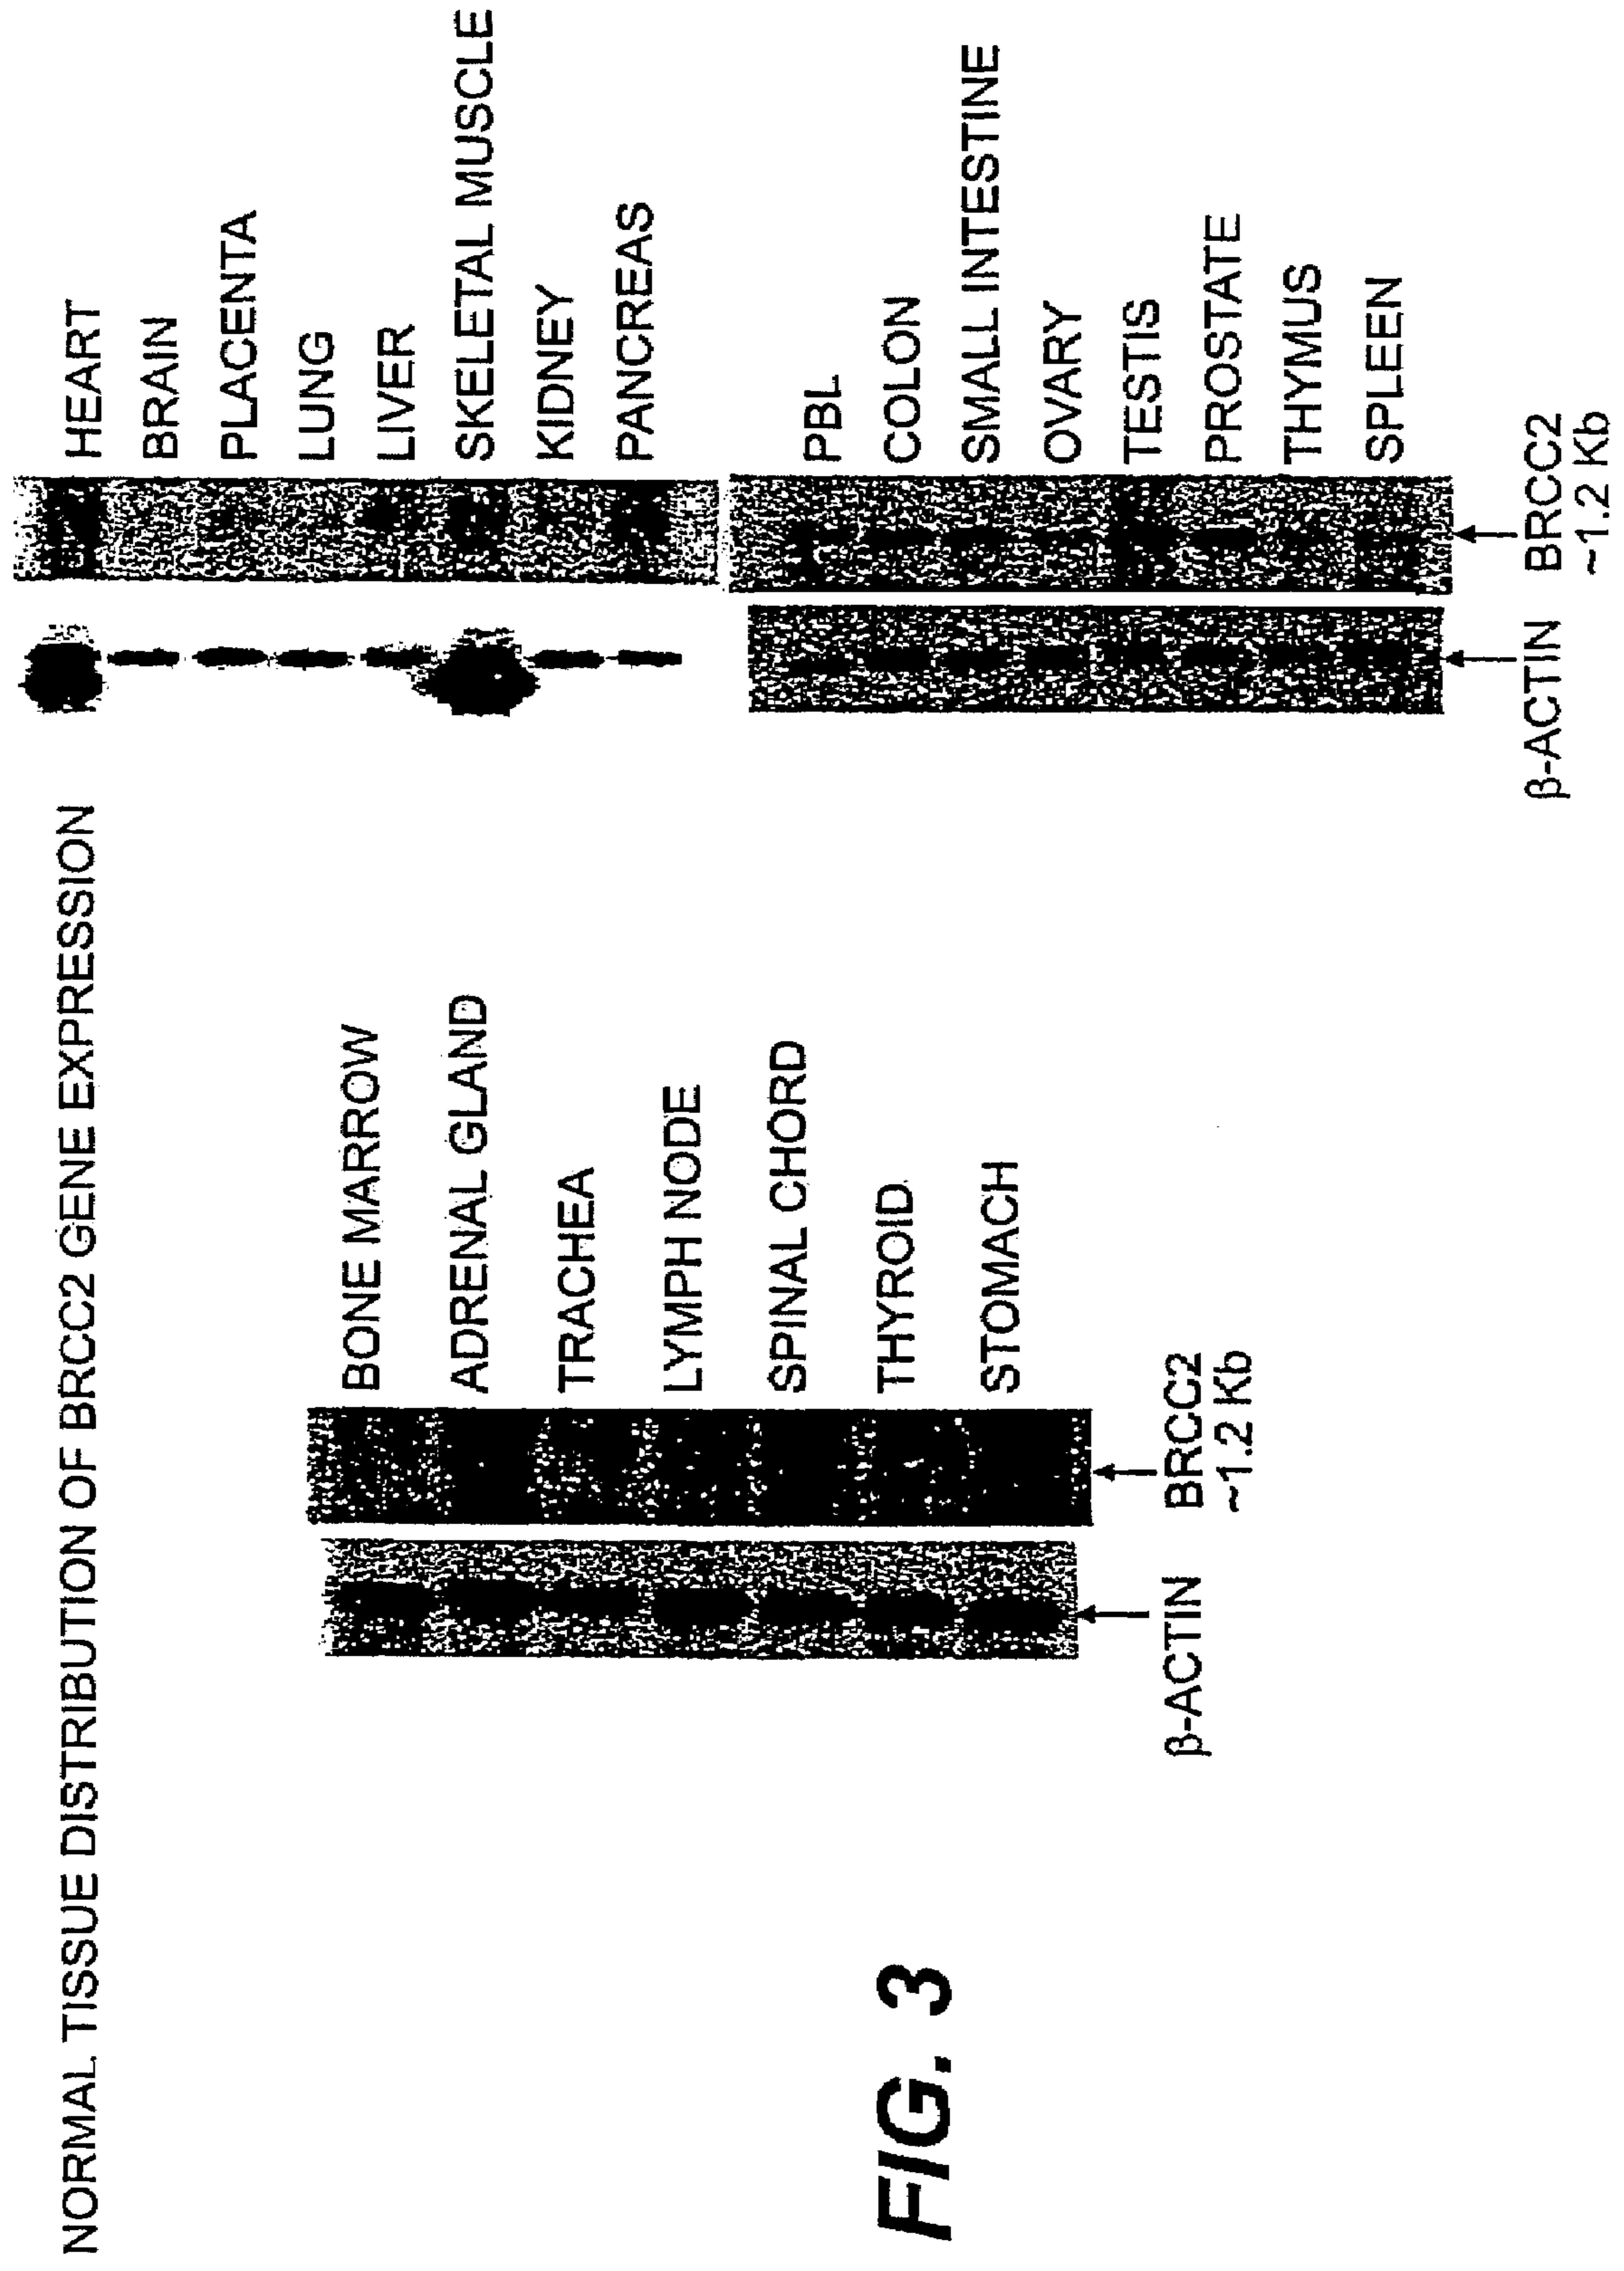 NORMAL TISSUE DISTRIBUTION OF BRCC2 GENE EXPRESSION
HEART
BRAIN
PLACENTA
LUNG
LIVER
SKELETAL MUSCLE
KIDNEY
PANCREAS
BONE MARROW
ADRENAL GLAND
TRACHEA
LYMPH NODE
SPINAL CHORD
THYROID
STOMACH
β-ACTIN
BRCC2
~1.2 Kb
PBL
COLON
SMALL INTESTINE
OVARY
TESTIS
PROSTATE
THYMUS
SPLEEN
β-ACTIN
BRCC2
~1.2 Kb
FIG. 3